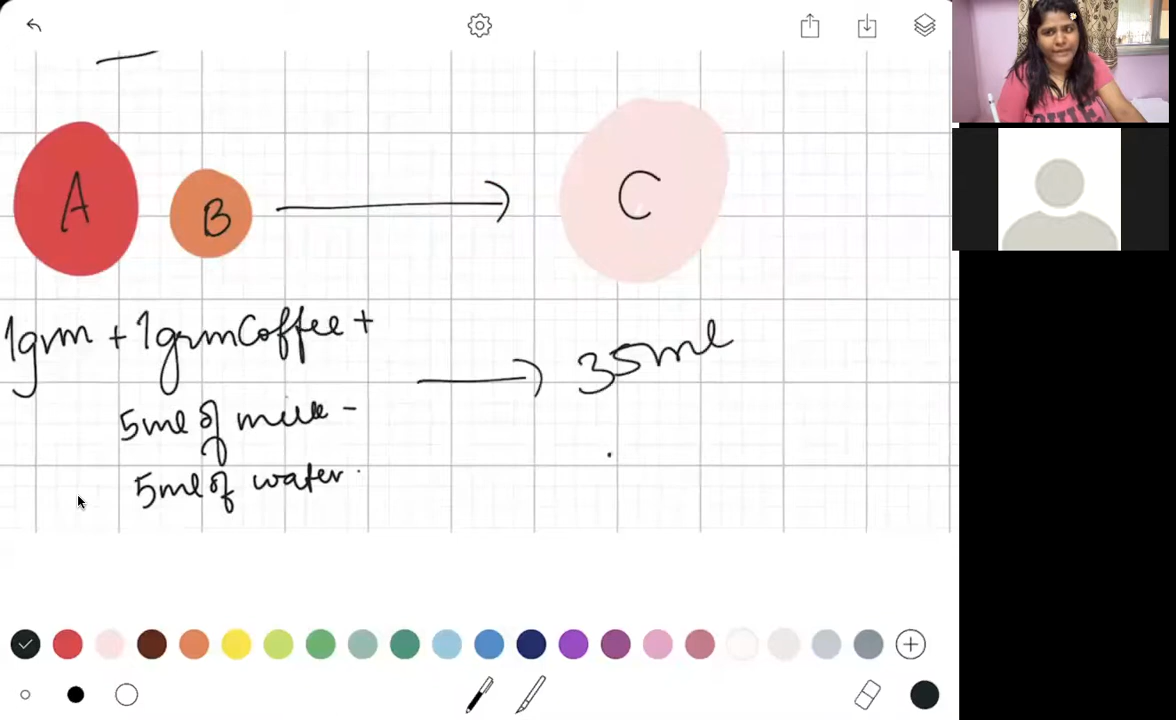 A B C
1grm + 1grm Coffee +
35ml
5ml of milk -
5ml of water.